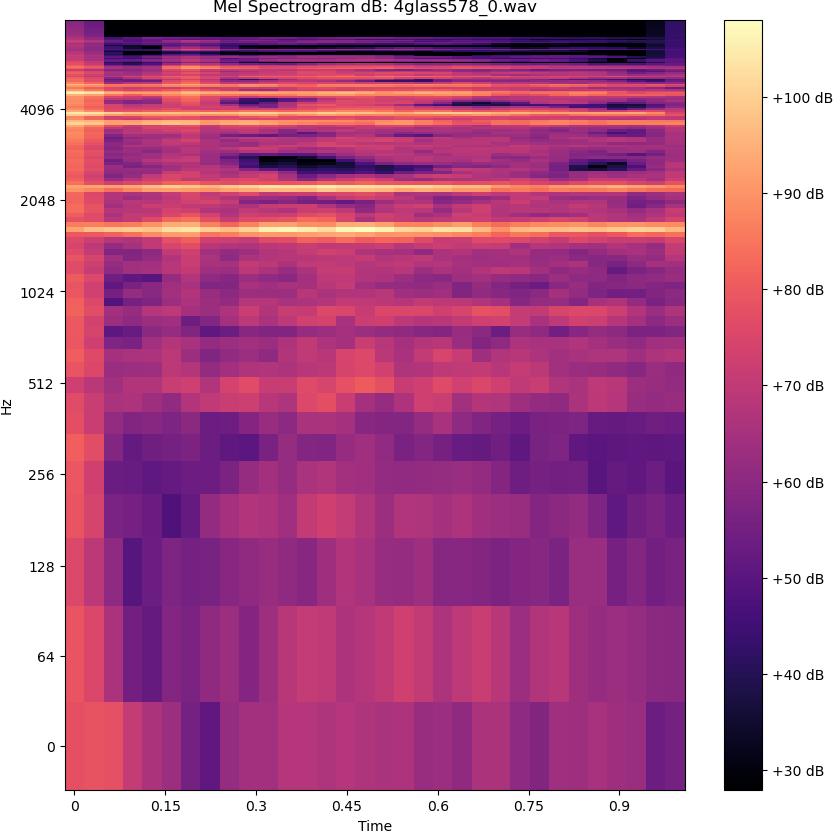 Mel Spectrogram dB: 4glass578_0.wav
+100 dB
4096
+90 dB
2048
+80 dB
1024
+70 dB
512
Hz
+60 dB
256
+50 dB
128
64
+40 dB
0
+30 dB
0 0.15 0.3 0.45 0.6 0.75 0.9
Time